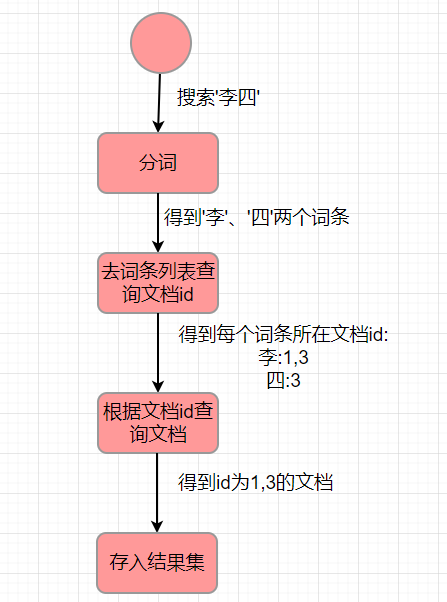 搜索'李四'
分词
得到'李'、'四'两个词条
去词条列表查
询文档id
得到每个词条所在文档id:
李:1,3
四:3
根据文档id查
询文档
得到id为1,3的文档
存入结果集